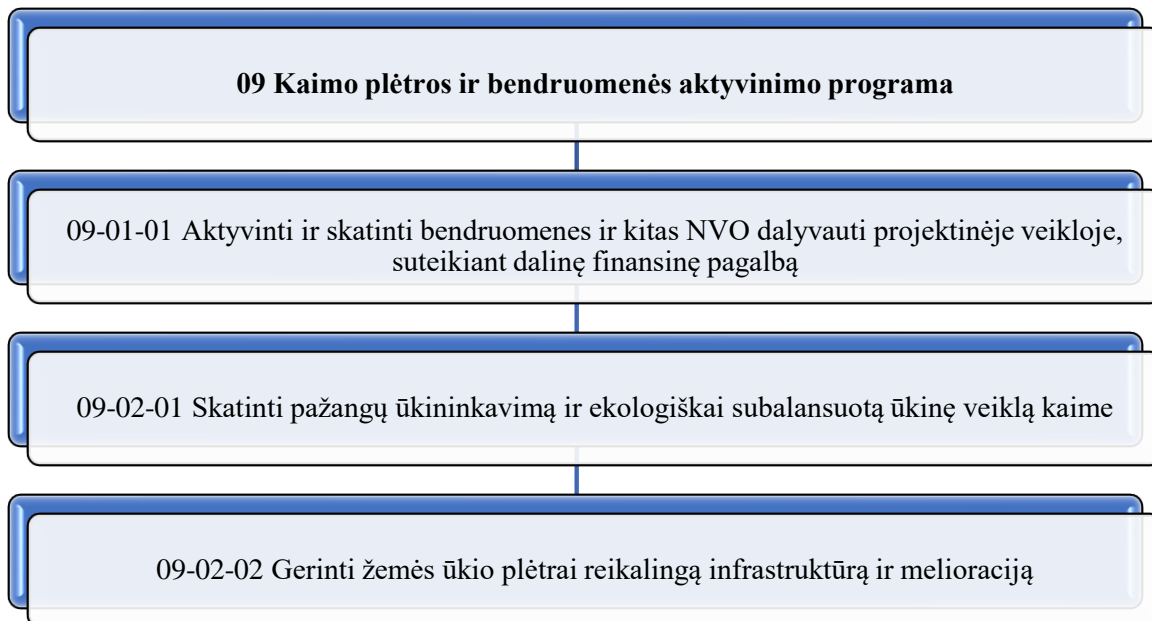 09 Kaimo plėtros ir bendruomenės aktyvinimo programa
09-01-01 Aktyvinti ir skatinti bendruomenes ir kitas NVO dalyvauti projektinėje veikloje,
suteikiant dalinę finansinę pagalbą
09-02-01 Skatinti pažangų ūkininkavimą ir ekologiškai subalansuotą ūkinę veiklą kaime
09-02-02 Gerinti žemės ūkio plėtrai reikalingą infrastruktūrą ir melioraciją